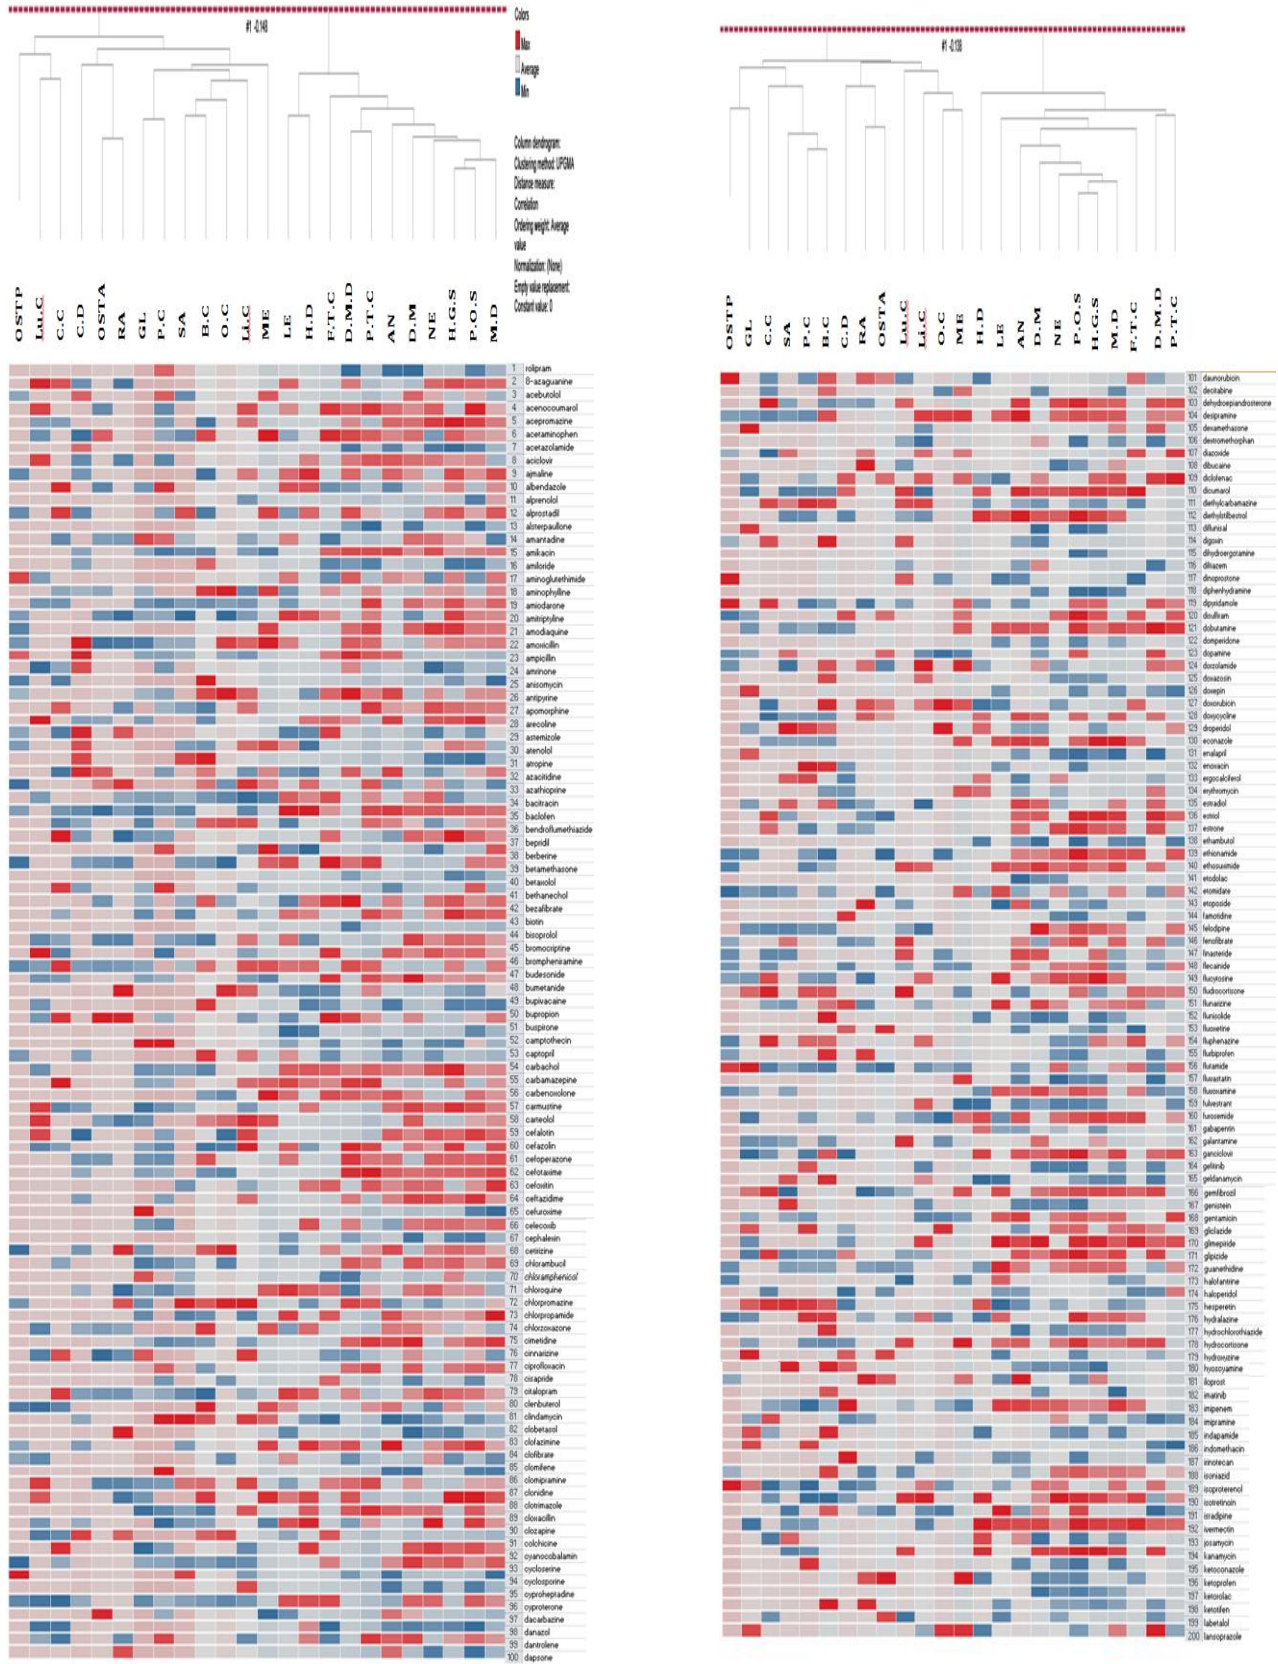 #1 -0.148
Colors
Max
Average
Min
Column dendrogram:
Clustering method: UPGMA
Distance measure:
Correlation
Ordering weight: Average
value
Normalization: (None)
Empty value replacement:
Constant value: 0
OSTP Lu.C C.C C.D OSTA RA GL P.C SA B.C O.C Li.C ME LE H.D F.T.C D.M.D P.T.C AN D.M NE H.G.S P.O.S M.D
1 rolipram
2 8-azaguanine
3 acebutolol
4 acenocoumarol
5 acepromazine
6 acetaminophen
7 acetazolamide
8 aciclovir
9 ajmaline
10 albendazole
11 alprenolol
12 alprostadil
13 alsterpaullone
14 amantadine
15 amikacin
16 amiloride
17 aminoglutethimide
18 aminophylline
19 amiodarone
20 amitriptyline
21 amodiaquine
22 amoxicillin
23 ampicillin
24 amrinone
25 anisomycin
26 antipyrine
27 apomorphine
28 arecoline
29 astemizole
30 atenolol
31 atropine
32 azacitidine
33 azathioprine
34 bacitracin
35 baclofen
36 bendroflumethiazide
37 bepridil
38 berberine
39 betamethasone
40 betaxolol
41 bethanechol
42 bezafibrate
43 biotin
44 bisoprolol
45 bromocriptine
46 brompheniramine
47 budesonide
48 bumetanide
49 bupivacaine
50 bupropion
51 buspirone
52 camptothecin
53 captopril
54 carbachol
55 carbamazepine
56 carbenoxolone
57 carmustine
58 carteolol
59 cefalotin
60 cefazolin
61 cefoperazone
62 cefotaxime
63 cefoxitin
64 ceftazidime
65 cefuroxime
66 celecoxib
67 cephalexin
68 cetirizine
69 chlorambucil
70 chloramphenicol
71 chloroquine
72 chlorpromazine
73 chlorpropamide
74 chlorzoxazone
75 cimetidine
76 cinnarizine
77 ciprofloxacin
78 cisapride
79 citalopram
80 clenbuterol
81 clindamycin
82 clobetasol
83 clofazimine
84 clofibrate
85 clomifene
86 clomipramine
87 clonidine
88 clotrimazole
89 cloxacillin
90 clozapine
91 colchicine
92 cyanocobalamin
93 cycloserine
94 cyclosporine
95 cyproheptadine
96 cyproterone
97 dacarbazine
98 danazol
99 dantrolene
100 dapsone
#1 -0.138
OSTP GL C.C SA P.C B.C C.D RA OSTA Lu.C Li.C O.C ME H.D LE AN D.M NE P.O.S H.G.S M.D F.T.C D.M.D P.T.C
101 daunorubicin
102 decitabine
103 dehydroepiandrosterone
104 desipramine
105 dexamethasone
106 dextromethorphan
107 diazoxide
108 dibucaine
109 diclofenac
110 dicumarol
111 diethylcarbamazine
112 diethylstilbestrol
113 diflunisal
114 digoxin
115 dihydroergotamine
116 diltiazem
117 dinoprostone
118 diphenhydramine
119 dipyridamole
120 disulfiram
121 dobutamine
122 domperidone
123 dopamine
124 dorzolamide
125 doxazosin
126 doxepin
127 doxorubicin
128 doxycycline
129 droperidol
130 econazole
131 enalapril
132 enoxacin
133 ergocalciferol
134 erythromycin
135 estradiol
136 estriol
137 estrone
138 ethambutol
139 ethionamide
140 ethosuximide
141 etodolac
142 etomidate
143 etoposide
144 famotidine
145 felodipine
146 fenofibrate
147 finasteride
148 flecainide
149 flucytosine
150 fludrocortisone
151 flunarizine
152 flunisolide
153 fluoxetine
154 fluphenazine
155 flurbiprofen
156 flutamide
157 fluvastatin
158 fluvoxamine
159 fulvestrant
160 furosemide
161 gabapentin
162 galantamine
163 ganciclovir
164 gefitinib
165 geldanamycin
166 gemfibrozil
167 genistein
168 gentamicin
169 gliclazide
170 glimepiride
171 glipizide
172 guanethidine
173 halofantrine
174 haloperidol
175 hesperetin
176 hydralazine
177 hydrochlorothiazide
178 hydrocortisone
179 hydroxyzine
180 hyoscyamine
181 iloprost
182 imatinib
183 imipenem
184 imipramine
185 indapamide
186 indomethacin
187 irinotecan
188 isoniazid
189 isoproterenol
190 isotretinoin
191 isradipine
192 ivermectin
193 josamycin
194 kanamycin
195 ketoconazole
196 ketoprofen
197 ketorolac
198 ketotifen
199 labetalol
200 lansoprazole